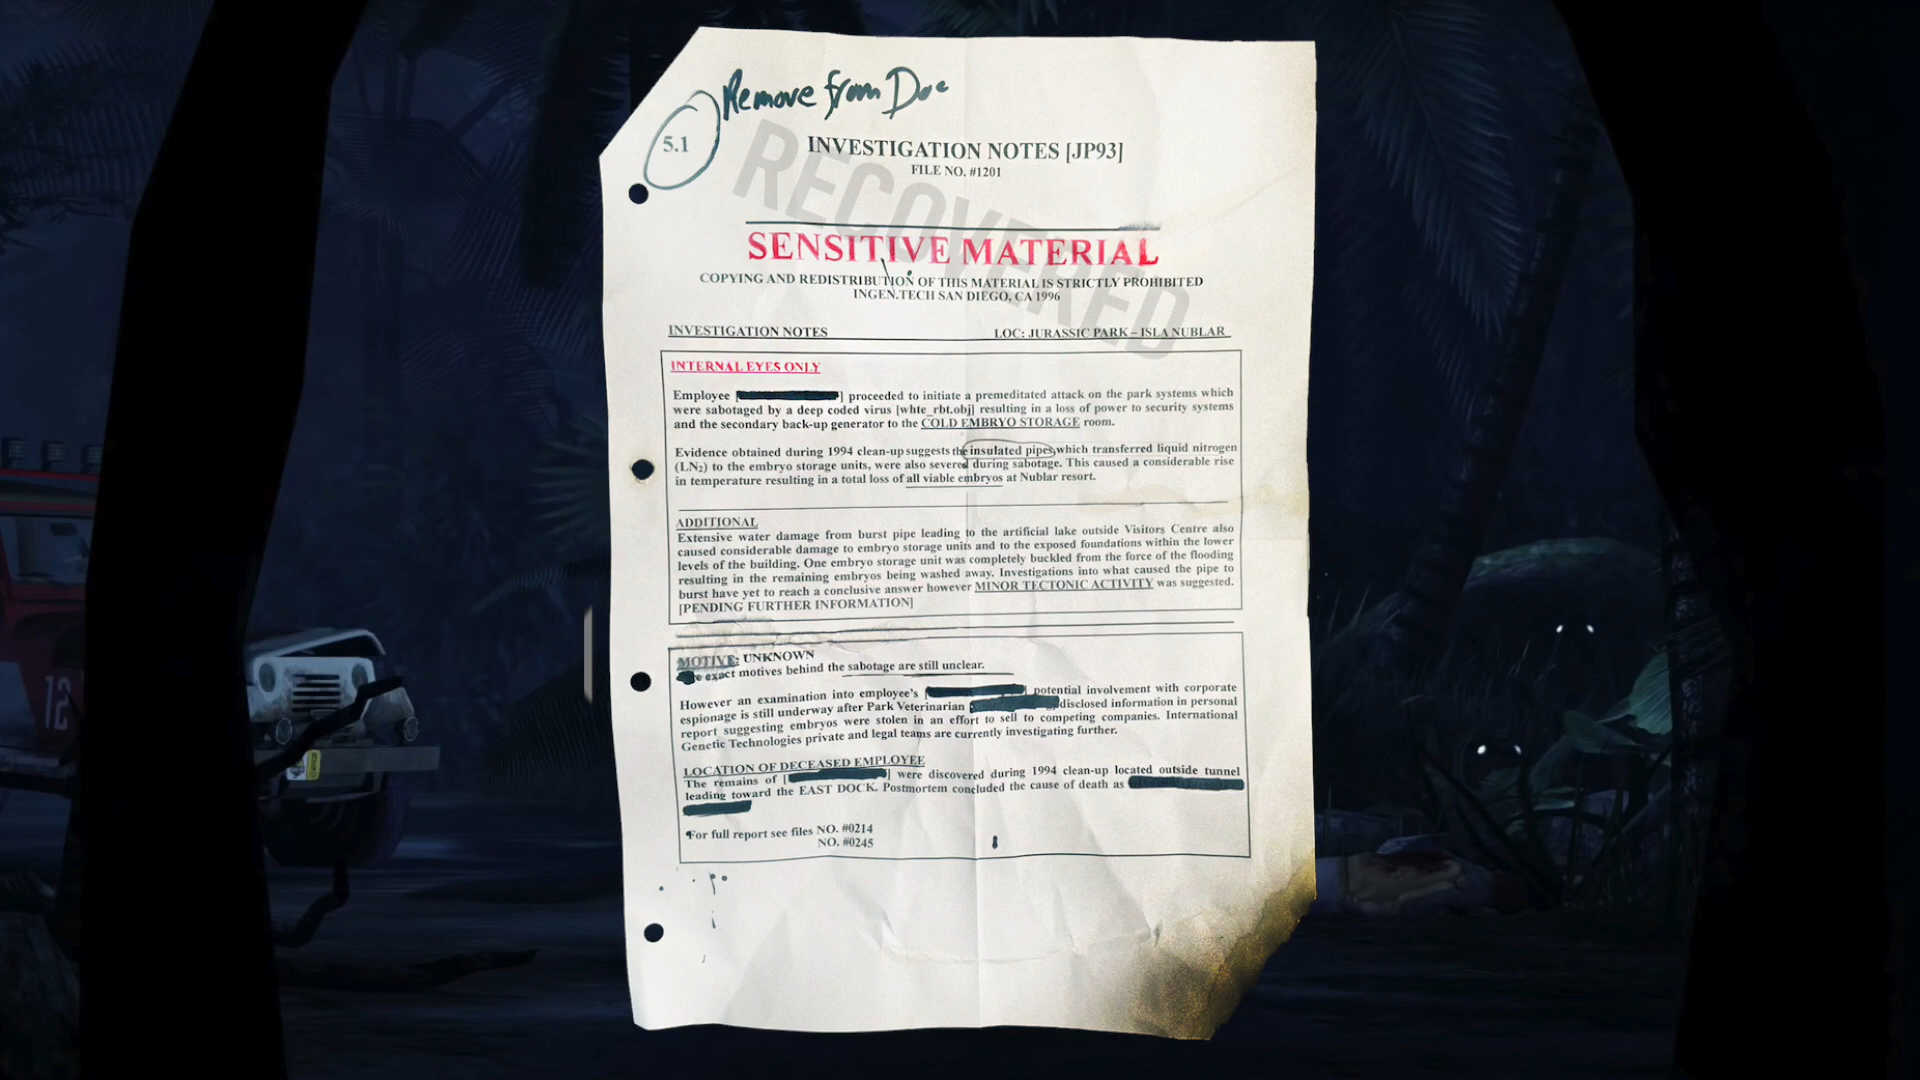 Remove from Doc
5.1
INVESTIGATION NOTES [JP93]
FILE NO. #1201
RECOVERED
SENSITIVE MATERIAL
COPYING AND REDISTRIBUTION OF THIS MATERIAL IS STRICTLY PROHIBITED
INGEN.TECH SAN DIEGO, CA 1996
INVESTIGATION NOTES LOC: JURASSIC PARK – ISLA NUBLAR
INTERNAL EYES ONLY
Employee [ ] proceeded to initiate a premeditated attack on the park systems which
were sabotaged by a deep coded virus [whte_rbt.obj] resulting in a loss of power to security systems
and the secondary back-up generator to the COLD EMBRYO STORAGE room.
Evidence obtained during 1994 clean-up suggests the insulated pipes which transferred liquid nitrogen
(LN₂) to the embryo storage units, were also severed during sabotage. This caused a considerable rise
in temperature resulting in a total loss of all viable embryos at Nublar resort.
ADDITIONAL
Extensive water damage from burst pipe leading to the artificial lake outside Visitors Centre also
caused considerable damage to embryo storage units and to the exposed foundations within the lower
levels of the building. One embryo storage unit was completely buckled from the force of the flooding
resulting in the remaining embryos being washed away. Investigations into what caused the pipe to
burst have yet to reach a conclusive answer however MINOR TECTONIC ACTIVITY was suggested.
[PENDING FURTHER INFORMATION]
MOTIVE: UNKNOWN
exact motives behind the sabotage are still unclear.
However an examination into employee's [ ] potential involvement with corporate
espionage is still underway after Park Veterinarian [ disclosed information in personal
report suggesting embryos were stolen in an effort to sell to competing companies. International
Genetic Technologies private and legal teams are currently investigating further.
LOCATION OF DECEASED EMPLOYEE
The remains of [ ] were discovered during 1994 clean-up located outside tunnel
leading toward the EAST DOCK. Postmortem concluded the cause of death as
For full report see files NO. #0214
NO. #0245
12